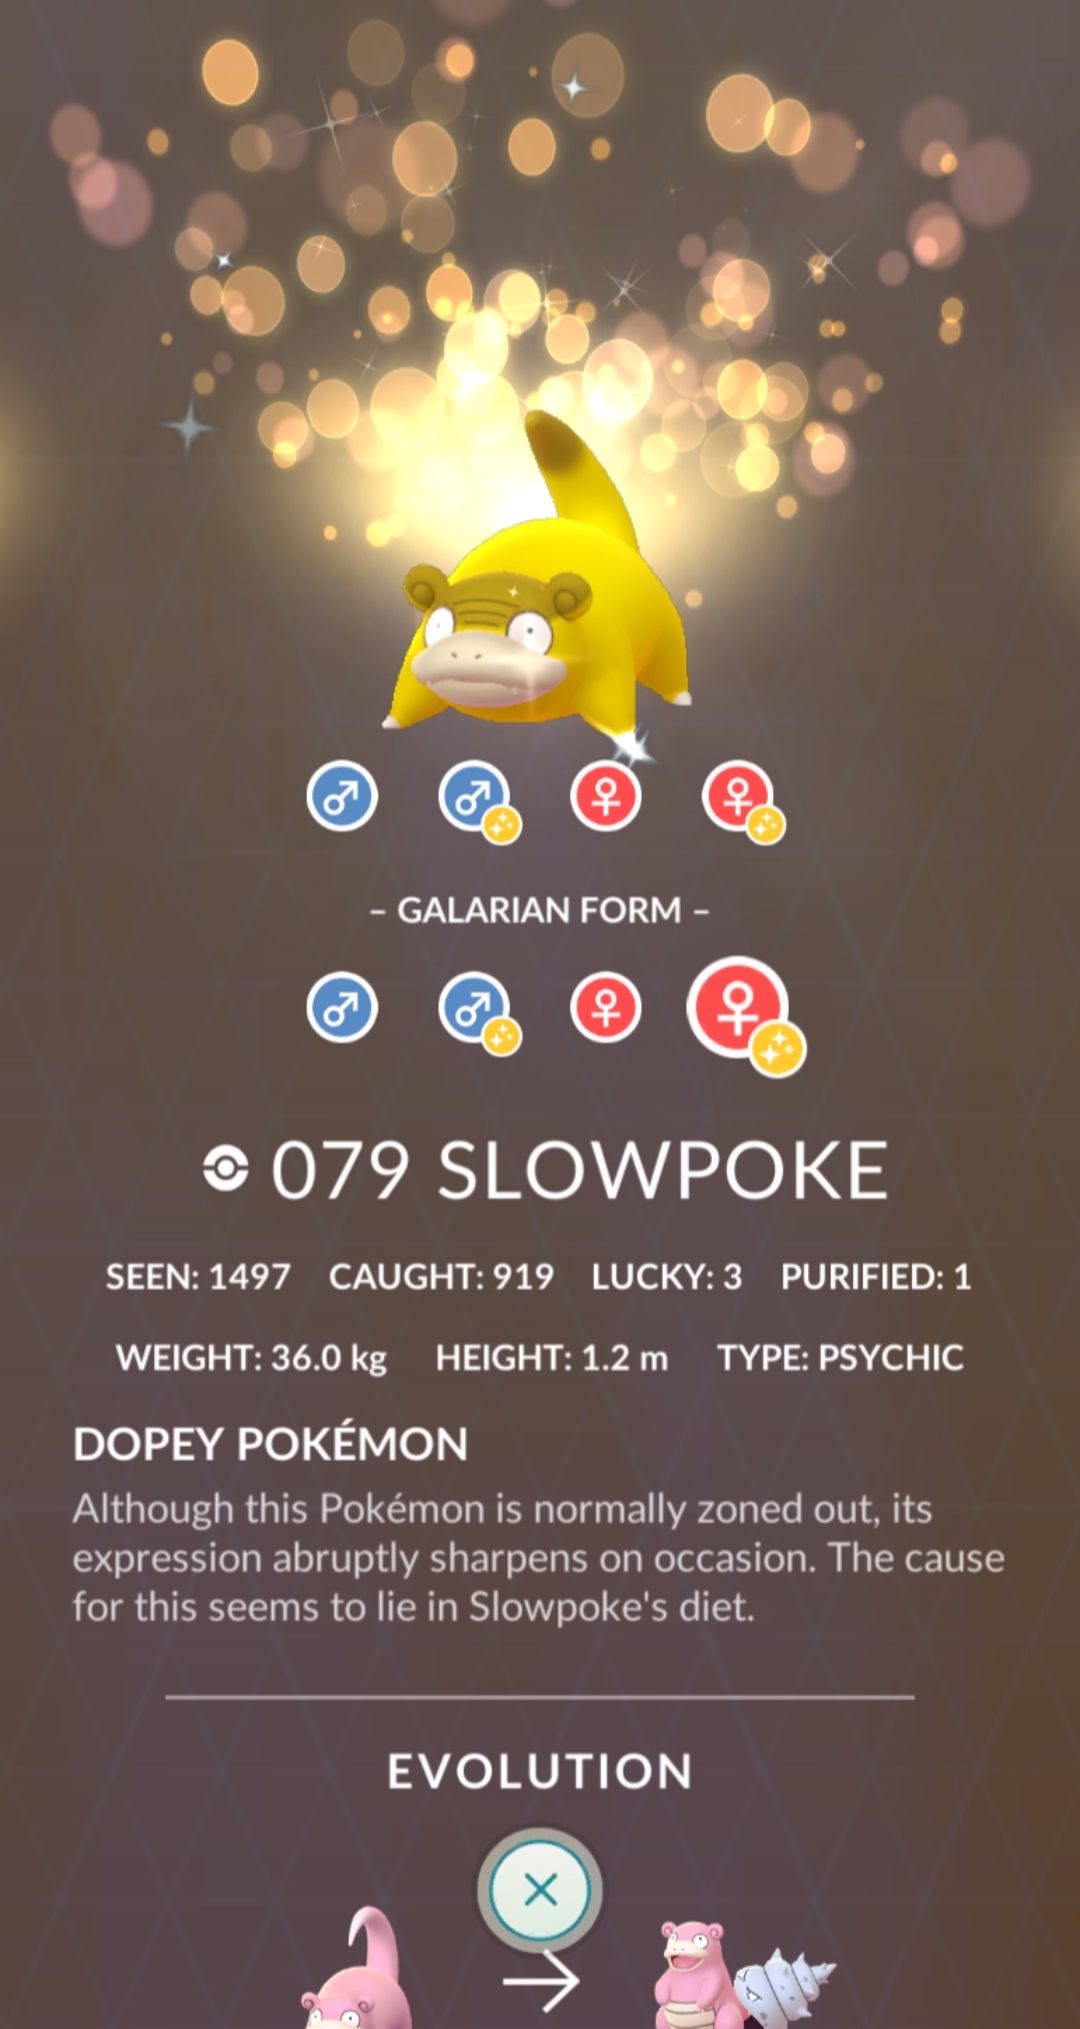 – GALARIAN FORM –
079 SLOWPOKE
SEEN: 1497 CAUGHT: 919 LUCKY: 3 PURIFIED: 1
WEIGHT: 36.0 kg HEIGHT: 1.2 m TYPE: PSYCHIC
DOPEY POKÉMON
Although this Pokémon is normally zoned out, its
expression abruptly sharpens on occasion. The cause
for this seems to lie in Slowpoke's diet.
EVOLUTION